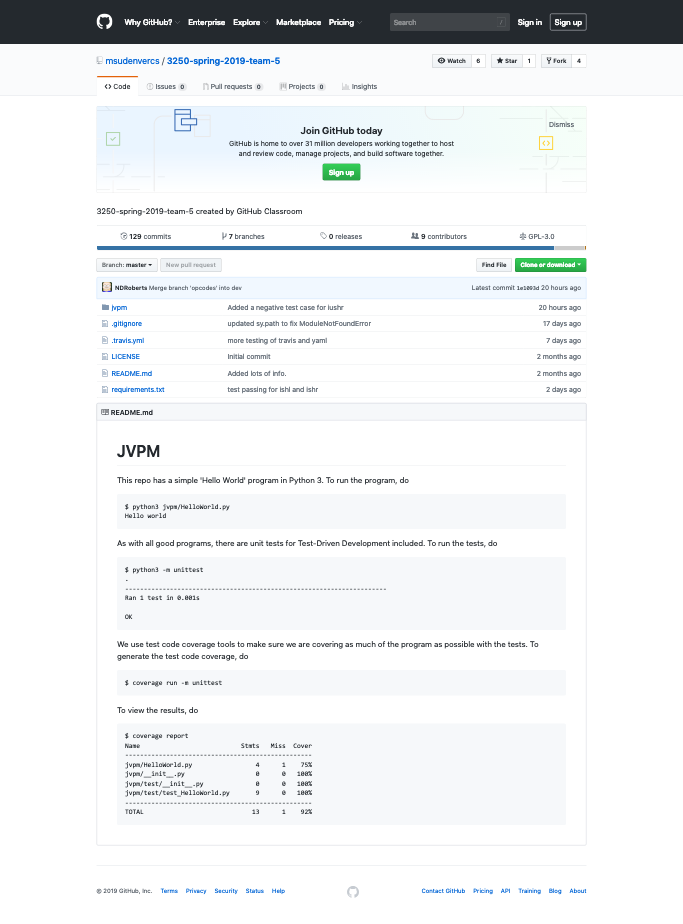 Why GitHub? Enterprise Explore Marketplace Pricing Search / Sign in Sign up
msudenvercs / 3250-spring-2019-team-5 Watch 6 Star 1 Fork 4
Code Issues 0 Pull requests 0 Projects 0 Insights
Dismiss
Join GitHub today
GitHub is home to over 31 million developers working together to host
and review code, manage projects, and build software together.
Sign up
3250-spring-2019-team-5 created by GitHub Classroom
129 commits 7 branches 0 releases 9 contributors GPL-3.0
Branch: master New pull request Find File Clone or download
NDRoberts Merge branch 'opcodes' into dev Latest commit 1e1093d 20 hours ago
jvpm Added a negative test case for lushr 20 hours ago
.gitignore updated sy.path to fix ModuleNotFoundError 17 days ago
.travis.yml more testing of travis and yaml 7 days ago
LICENSE Initial commit 2 months ago
README.md Added lots of info. 2 months ago
requirements.txt test passing for ishl and ishr 2 days ago
README.md
JVPM
This repo has a simple 'Hello World' program in Python 3. To run the program, do
$ python3 jvpm/HelloWorld.py
Hello world
As with all good programs, there are unit tests for Test-Driven Development included. To run the tests, do
$ python3 -m unittest
.
----------------------------------------------------------------------
Ran 1 test in 0.001s
OK
We use test code coverage tools to make sure we are covering as much of the program as possible with the tests. To
generate the test code coverage, do
$ coverage run -m unittest
To view the results, do
$ coverage report
Name Stmts Miss Cover
--------------------------------------------------
jvpm/HelloWorld.py 4 1 75%
jvpm/__init__.py 0 0 100%
jvpm/test/__init__.py 0 0 100%
jvpm/test/test_HelloWorld.py 9 0 100%
--------------------------------------------------
TOTAL 13 1 92%
© 2019 GitHub, Inc. Terms Privacy Security Status Help Contact GitHub Pricing API Training Blog About